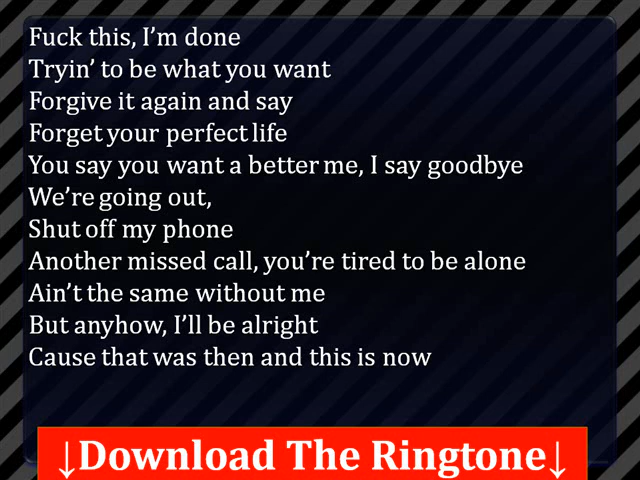 Fuck this, I’m done
Tryin’ to be what you want
Forgive it again and say
Forget your perfect life
You say you want a better me, I say goodbye
We’re going out,
Shut off my phone
Another missed call, you’re tired to be alone
Ain’t the same without me
But anyhow, I’ll be alright
Cause that was then and this is now
↓Download The Ringtone↓